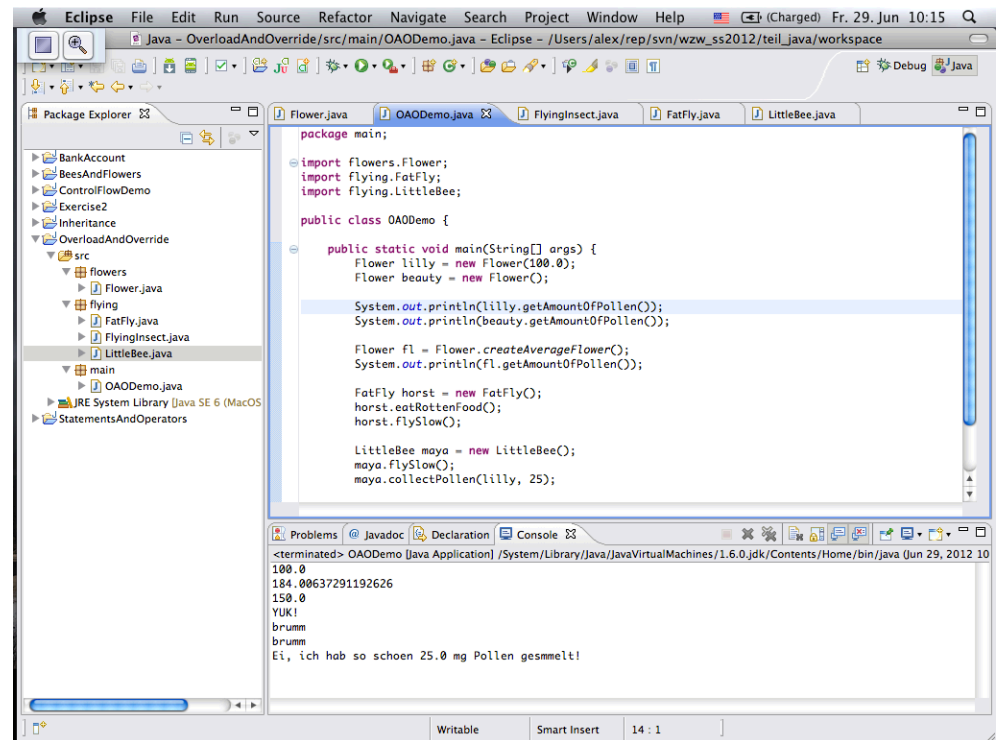 Eclipse File Edit Run Source Refactor Navigate Search Project Window Help (Charged) Fr. 29. Jun 10:15
Java – OverloadAndOverride/src/main/OAODemo.java – Eclipse – /Users/alex/rep/svn/wzw_ss2012/teil_java/workspace
Debug Java
Package Explorer
BankAccount
BeesAndFlowers
ControlFlowDemo
Exercise2
Inheritance
OverloadAndOverride
src
flowers
Flower.java
flying
FatFly.java
FlyingInsect.java
LittleBee.java
main
OAODemo.java
JRE System Library [Java SE 6 (MacOS
StatementsAndOperators
Flower.java OAODemo.java FlyingInsect.java FatFly.java LittleBee.java
package main;
import flowers.Flower;
import flying.FatFly;
import flying.LittleBee;
public class OAODemo {
public static void main(String[] args) {
Flower lilly = new Flower(100.0);
Flower beauty = new Flower();
System.out.println(lilly.getAmountOfPollen());
System.out.println(beauty.getAmountOfPollen());
Flower fl = Flower.createAverageFlower();
System.out.println(fl.getAmountOfPollen());
FatFly horst = new FatFly();
horst.eatRottenFood();
horst.flySlow();
LittleBee maya = new LittleBee();
maya.flySlow();
maya.collectPollen(lilly, 25);
Problems @ Javadoc Declaration Console
<terminated> OAODemo [Java Application] /System/Library/Java/JavaVirtualMachines/1.6.0.jdk/Contents/Home/bin/java (Jun 29, 2012 10
100.0
184.00637291192626
150.0
YUK!
brumm
brumm
Ei, ich hab so schoen 25.0 mg Pollen gesmmelt!
Writable Smart Insert 14 : 1